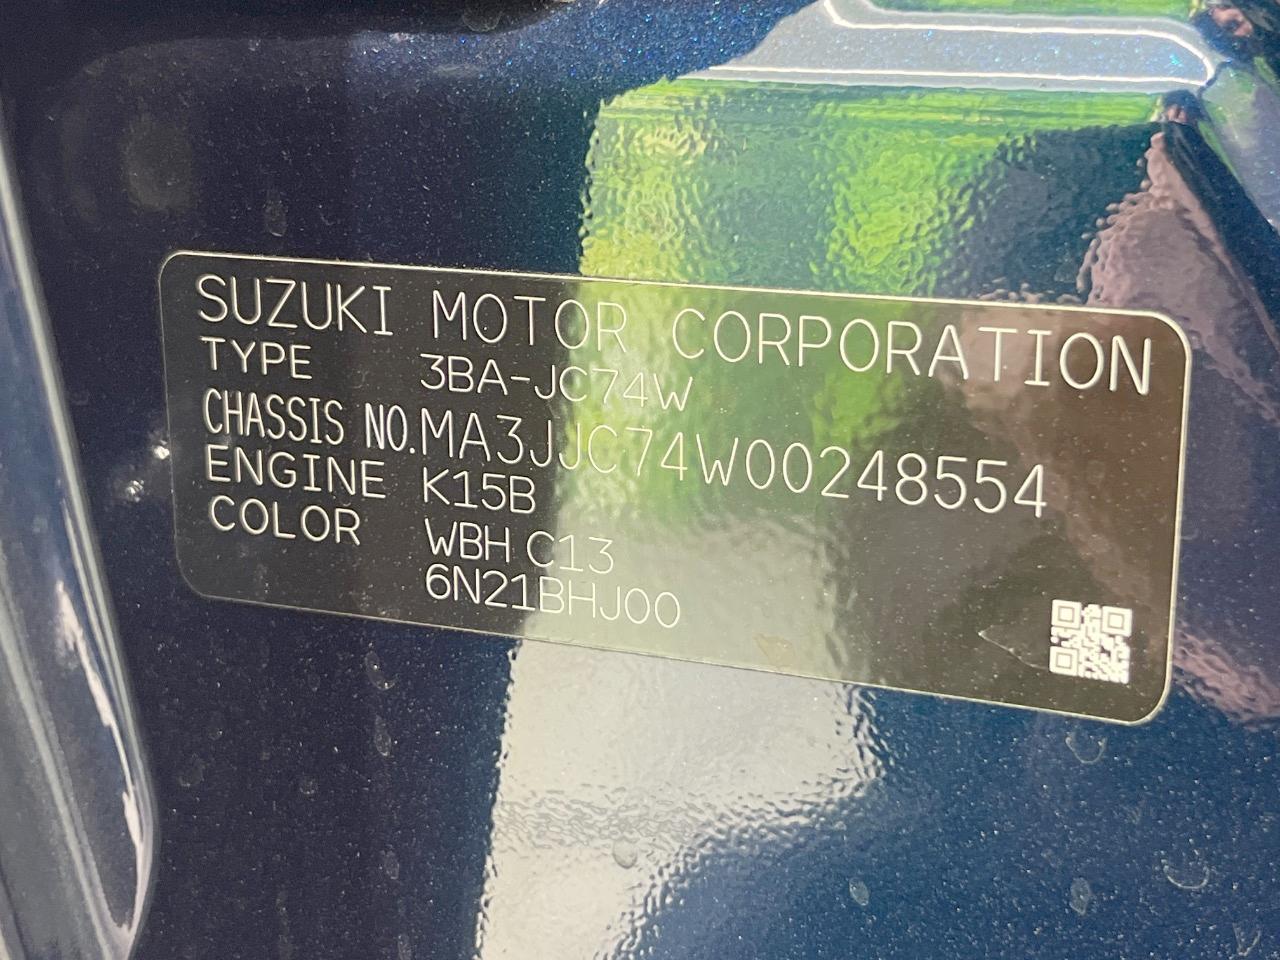 SUZUKI MOTOR CORPORATION
TYPE 3BA-JC74W
CHASSIS NO. MA3JJC74W00248554
ENGINE K15B
COLOR WBH C13
6N21BHJ00